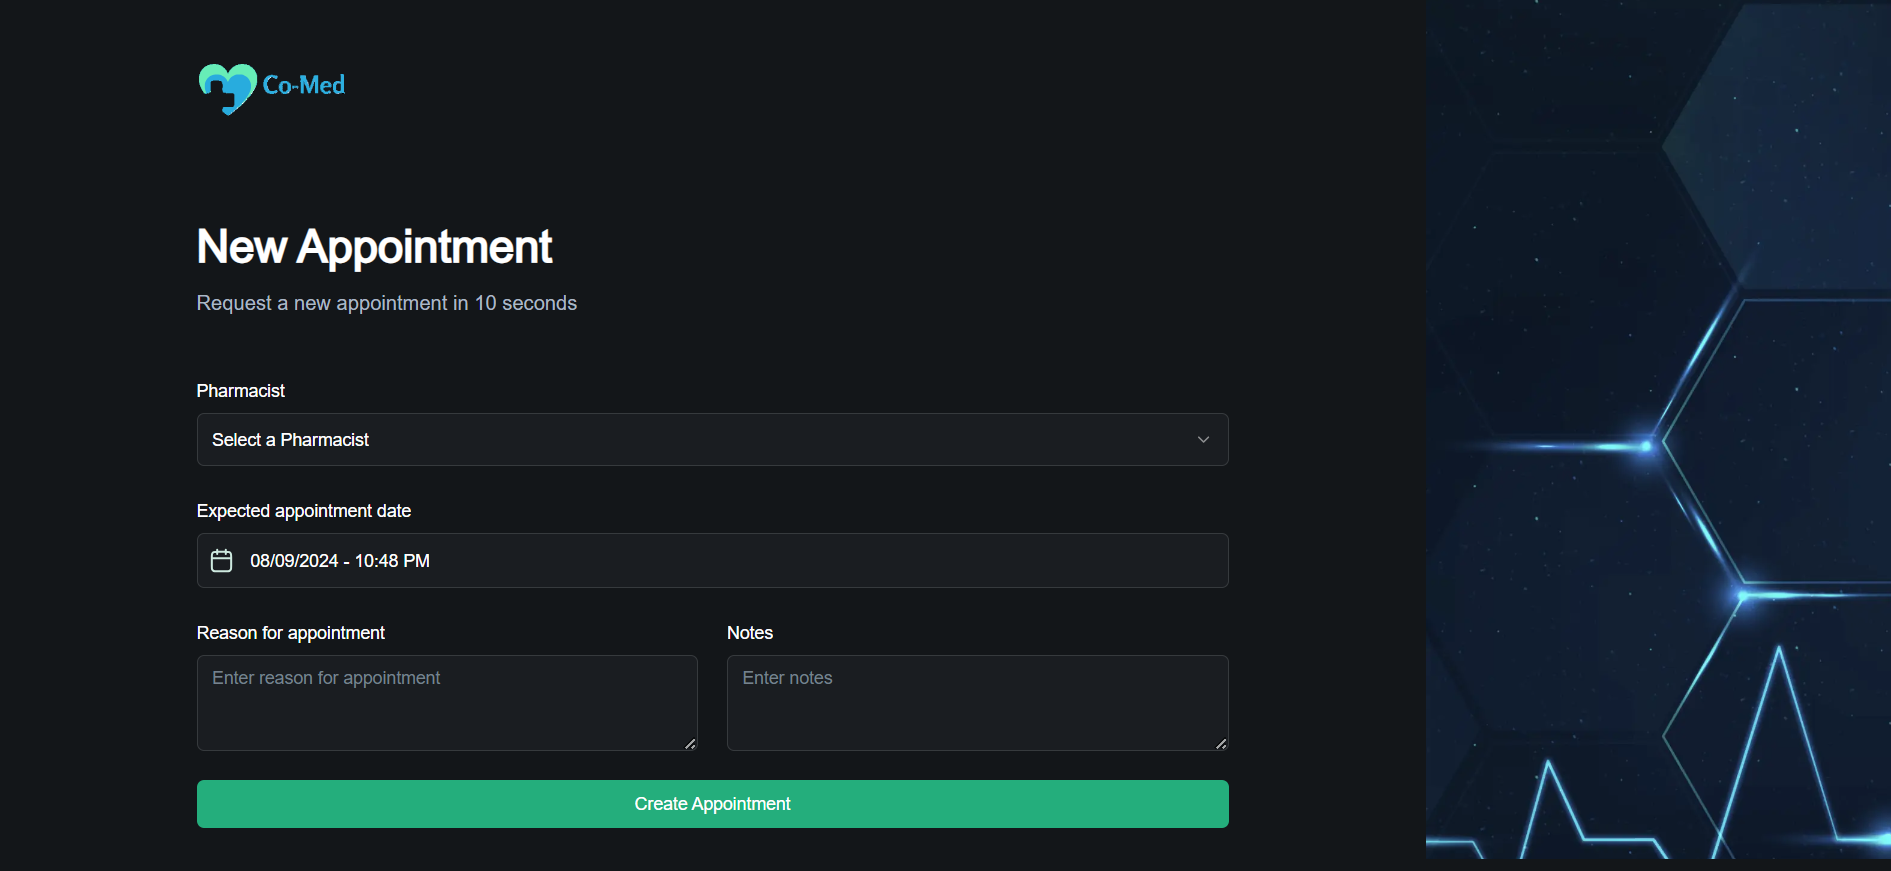 Co-Med
New Appointment
Request a new appointment in 10 seconds
Pharmacist
Select a Pharmacist
Expected appointment date
08/09/2024 - 10:48 PM
Reason for appointment
Notes
Enter reason for appointment
Enter notes
Create Appointment